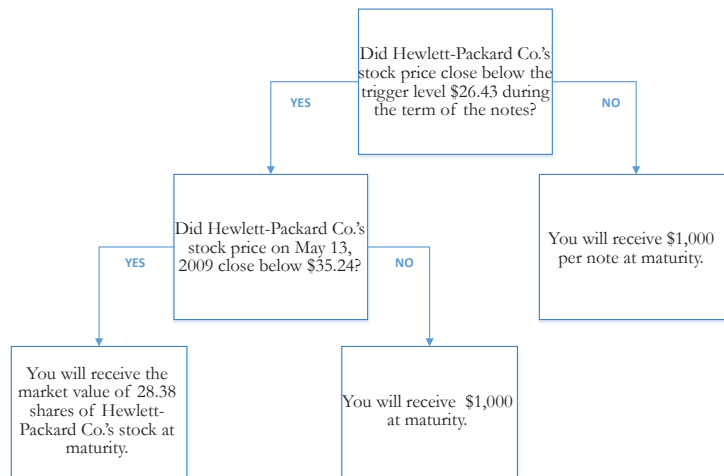 Did Hewlett-Packard Co.'s
stock price close below the
trigger level $26.43 during
the term of the notes?
YES
NO
Did Hewlett-Packard Co.'s
stock price on May 13,
2009 close below $35.24?
You will receive $1,000
per note at maturity.
YES
NO
You will receive the
market value of 28.38
shares of Hewlett-
Packard Co.'s stock at
maturity.
You will receive $1,000
at maturity.